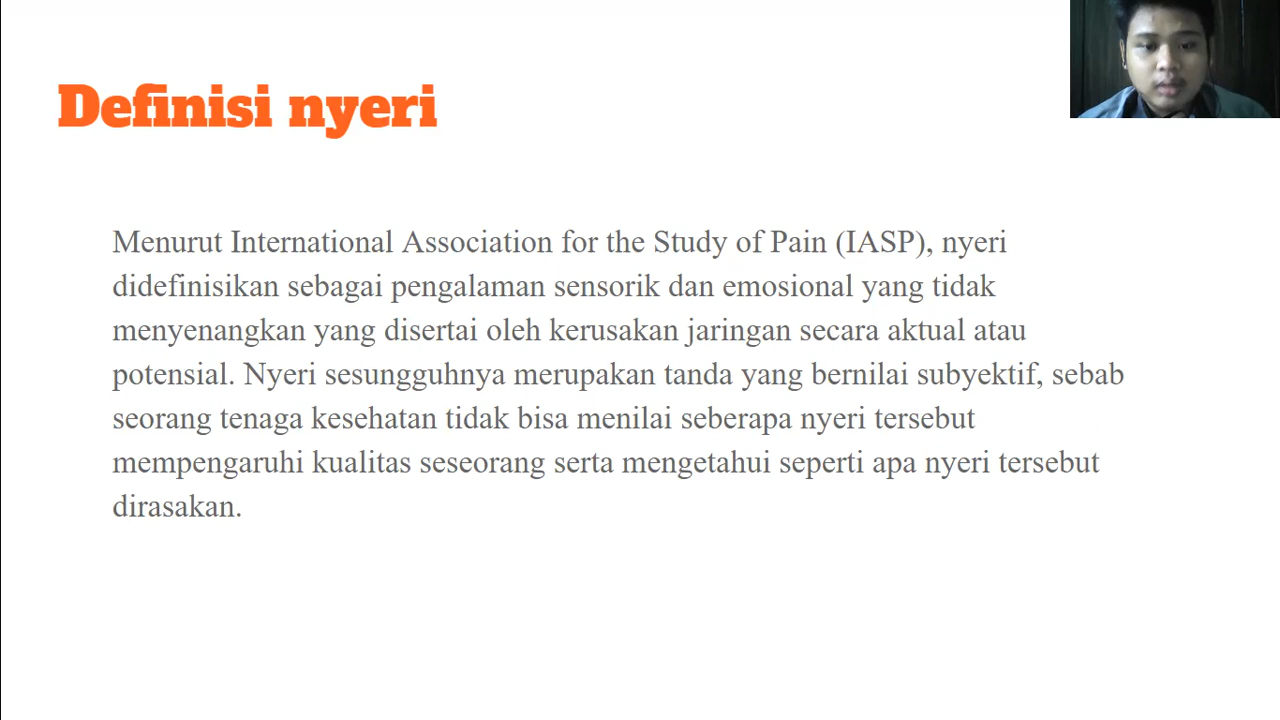 Definisi nyeri
Menurut International Association for the Study of Pain (IASP), nyeri
didefinisikan sebagai pengalaman sensorik dan emosional yang tidak
menyenangkan yang disertai oleh kerusakan jaringan secara aktual atau
potensial. Nyeri sesungguhnya merupakan tanda yang bernilai subyektif, sebab
seorang tenaga kesehatan tidak bisa menilai seberapa nyeri tersebut
mempengaruhi kualitas seseorang serta mengetahui seperti apa nyeri tersebut
dirasakan.